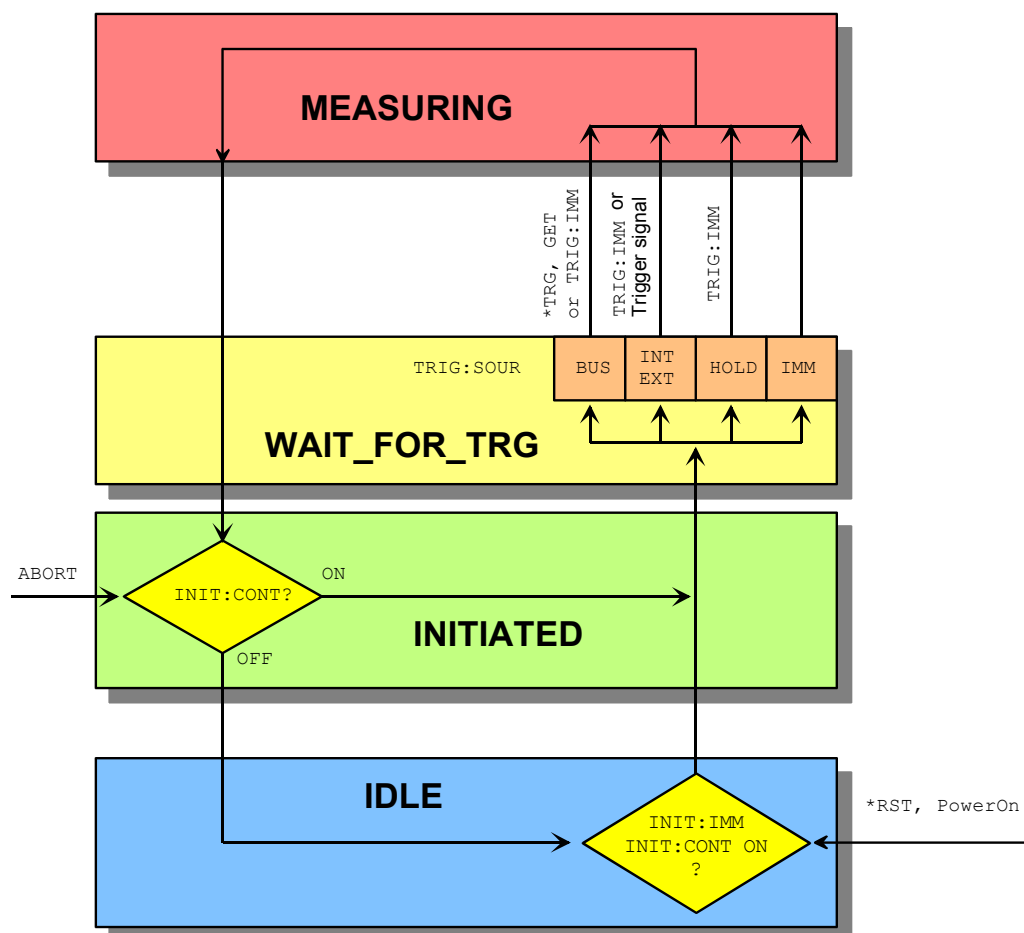 MEASURING
*TRG, GET
or TRIG:IMM
TRIG:IMM or
Trigger signal
TRIG:IMM
TRIG:SOUR
BUS
INT
EXT
HOLD
IMM
WAIT_FOR_TRG
ABORT
INIT:CONT?
ON
OFF
INITIATED
IDLE
INIT:IMM
INIT:CONT ON
?
*RST, PowerOn